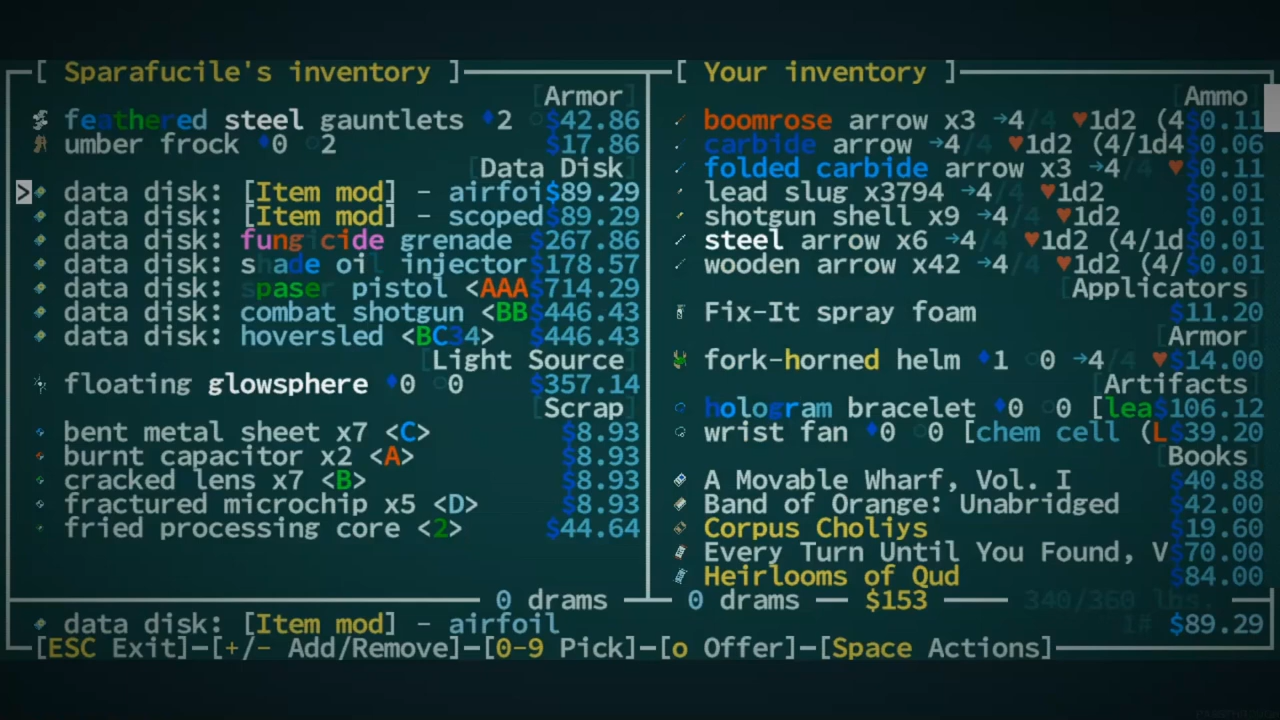 [ Sparafucile's inventory ]
[Armor]
feathered steel gauntlets ♦2 ○ $42.86
umber frock ♦0 ○2 $17.86
[Data Disk]
> data disk: [Item mod] - airfoi$89.29
data disk: [Item mod] - scoped$89.29
data disk: fungicide grenade $267.86
data disk: shade oil injector$178.57
data disk: spaser pistol <AAA$714.29
data disk: combat shotgun <BB$446.43
data disk: hoversled <BC34> $446.43
[Light Source]
floating glowsphere ♦0 ○0 $357.14
[Scrap]
bent metal sheet x7 <C> $8.93
burnt capacitor x2 <A> $8.93
cracked lens x7 <B> $8.93
fractured microchip x5 <D> $8.93
fried processing core <2> $44.64
0 drams
[ Your inventory ]
[Ammo]
boomrose arrow x3 →4/4 ♥1d2 (4$0.11
carbide arrow →4/4 ♥1d2 (4/1d4$0.06
folded carbide arrow x3 →4/4 ♥$0.11
lead slug x3794 →4/4 ♥1d2 $0.01
shotgun shell x9 →4/4 ♥1d2 $0.01
steel arrow x6 →4/4 ♥1d2 (4/1d$0.01
wooden arrow x42 →4/4 ♥1d2 (4/$0.01
[Applicators]
Fix-It spray foam $11.20
[Armor]
fork-horned helm ♦1 ○0 →4/4 ♥$14.00
[Artifacts]
hologram bracelet ♦0 ○0 [lea$106.12
wrist fan ♦0 ○0 [chem cell (L$39.20
[Books]
A Movable Wharf, Vol. I $40.88
Band of Orange: Unabridged $42.00
Corpus Choliys $19.60
Every Turn Until You Found, V$70.00
Heirlooms of Qud $84.00
0 drams — $153 — 340/360 lbs.
data disk: [Item mod] - airfoil 1# $89.29
[ESC Exit]—[+/- Add/Remove]—[0-9 Pick]—[o Offer]—[Space Actions]